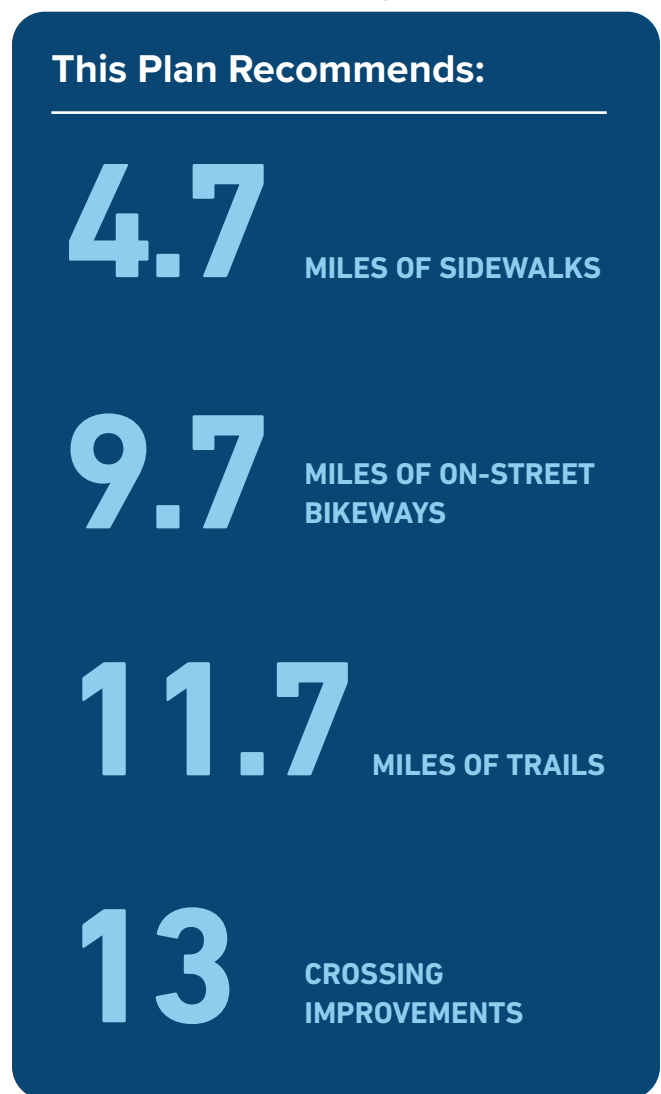 This Plan Recommends:
4.7 MILES OF SIDEWALKS
9.7 MILES OF ON-STREET
BIKEWAYS
11.7 MILES OF TRAILS
13 CROSSING
IMPROVEMENTS